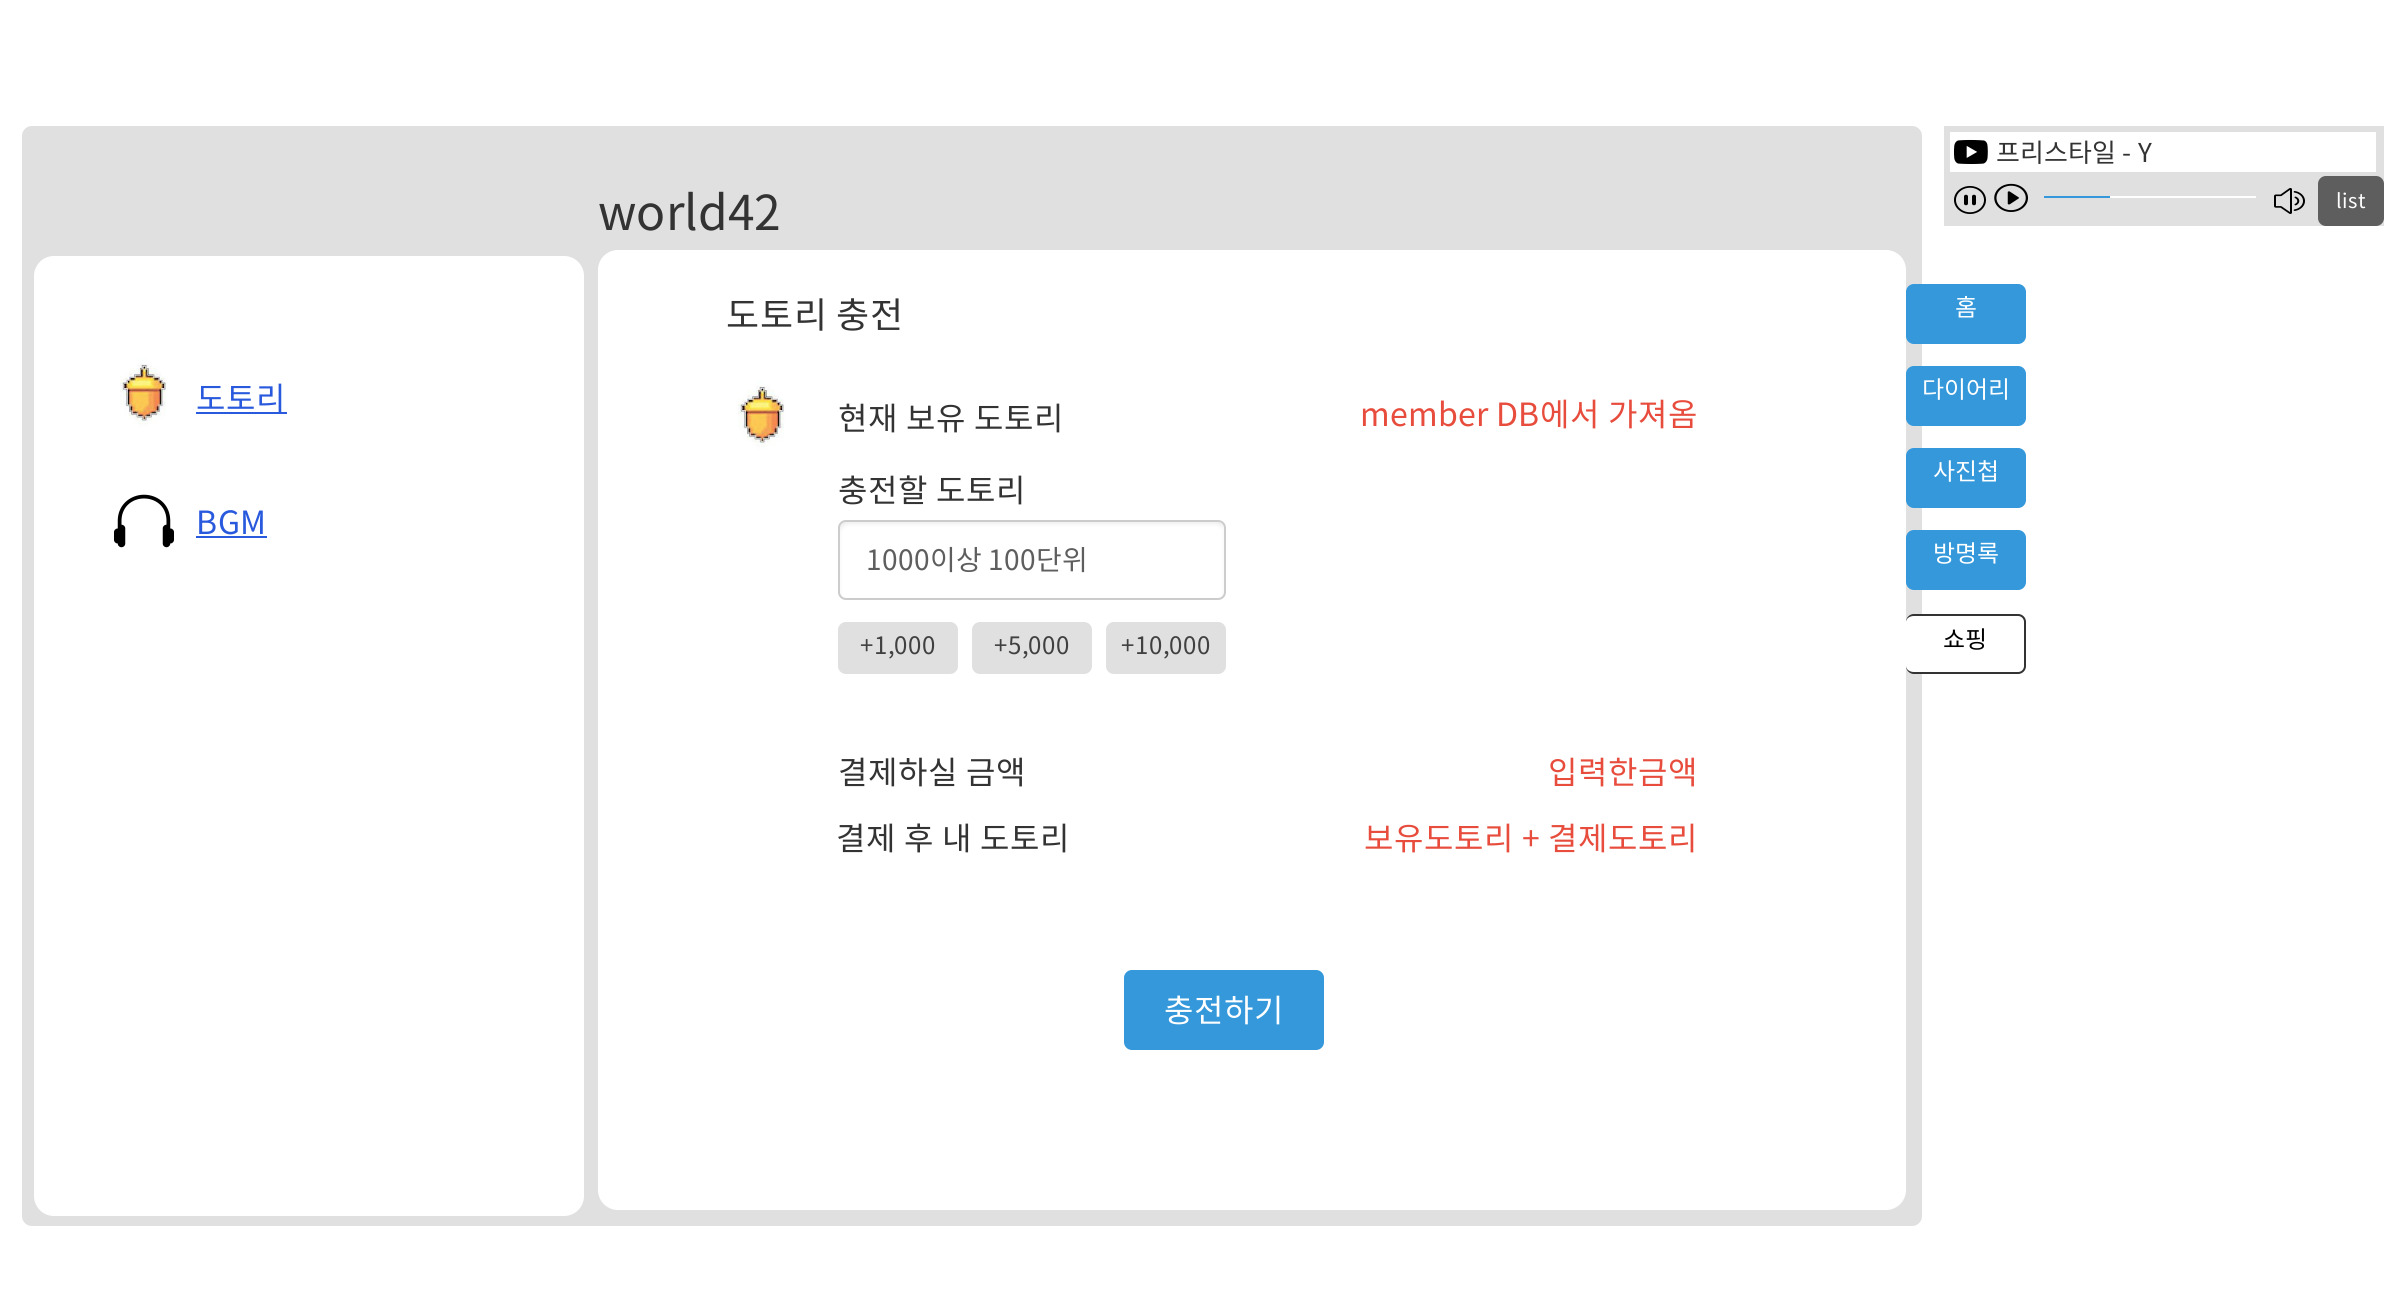 프리스타일 - Y
list
world42
도토리
BGM
도토리 충전
현재 보유 도토리
member DB에서 가져옴
충전할 도토리
1000이상 100단위
+1,000
+5,000
+10,000
결제하실 금액
입력한금액
결제 후 내 도토리
보유도토리 + 결제도토리
충전하기
홈
다이어리
사진첩
방명록
쇼핑